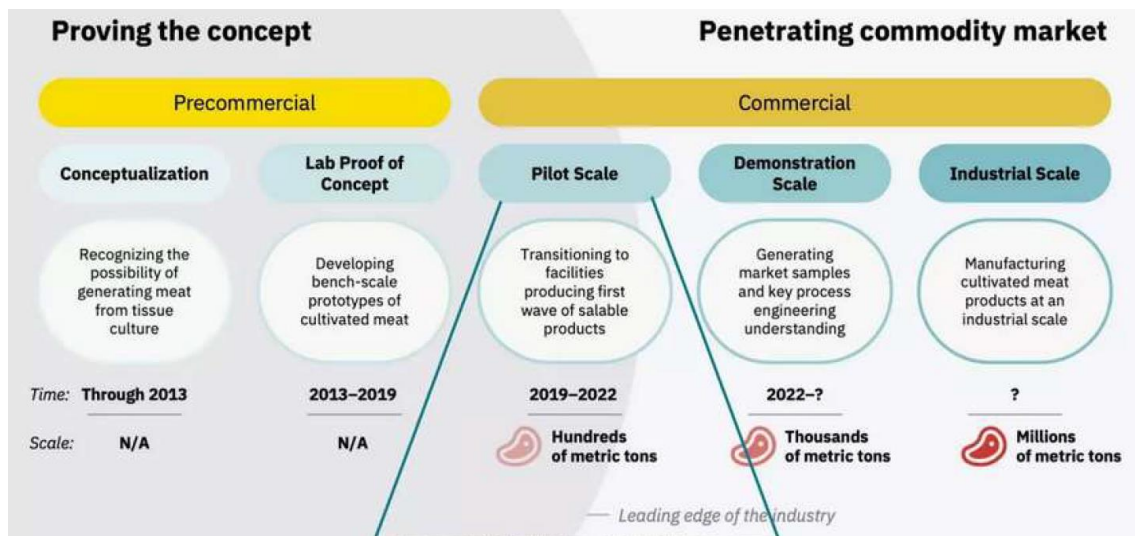 Proving the concept
Penetrating commodity market
Precommercial
Commercial
Conceptualization
Lab Proof of
Concept
Pilot Scale
Demonstration
Scale
Industrial Scale
Recognizing the
possibility of
generating meat
from tissue
culture
Developing
bench-scale
prototypes of
cultivated meat
Transitioning to
facilities
producing first
wave of salable
products
Generating
market samples
and key process
engineering
understanding
Manufacturing
cultivated meat
products at an
industrial scale
Time: Through 2013
2013–2019
2019–2022
2022–?
?
Scale: N/A
N/A
Hundreds
of metric tons
Thousands
of metric tons
Millions
of metric tons
Leading edge of the industry